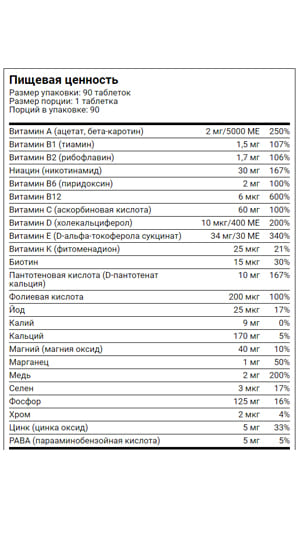 Пищевая ценность
Размер упаковки: 90 таблеток
Размер порции: 1 таблетка
Порций в упаковке: 90
Витамин А (ацетат, бета-каротин) 2 мг/5000 МЕ 250%
Витамин В1 (тиамин) 1,5 мг 107%
Витамин В2 (рибофлавин) 1,7 мг 106%
Ниацин (никотинамид) 30 мг 167%
Витамин В6 (пиридоксин) 2 мг 100%
Витамин В12 6 мкг 600%
Витамин С (аскорбиновая кислота) 60 мг 100%
Витамин D (холекальциферол) 10 мкг/400 МЕ 200%
Витамин Е (D-альфа-токоферола сукцинат) 34 мг/30 МЕ 340%
Витамин К (фитоменадион) 25 мкг 21%
Биотин 15 мкг 30%
Пантотеновая кислота (D-пантотенат 10 мг 167%
кальция)
Фолиевая кислота 200 мкг 100%
Йод 25 мкг 17%
Калий 9 мг 0%
Кальций 170 мг 5%
Магний (магния оксид) 40 мг 10%
Марганец 1 мг 50%
Медь 2 мг 200%
Селен 3 мкг 17%
Фосфор 125 мг 16%
Хром 2 мкг 4%
Цинк (цинка оксид) 5 мг 33%
PABA (парааминобензойная кислота) 5 мг 5%